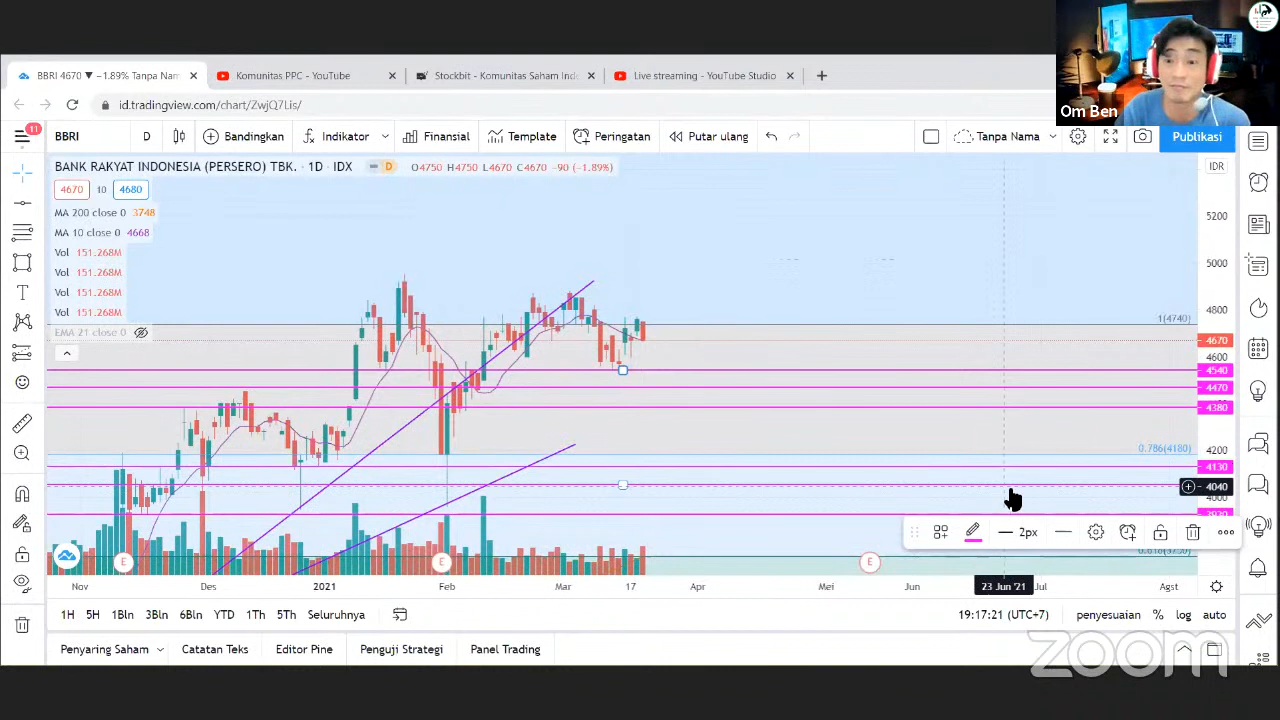 Om Ben
BBRI 4670 ▼ −1.89% Tanpa Nam
Komunitas PPC - YouTube
Stockbit - Komunitas Saham Ind
Live streaming - YouTube Studio
id.tradingview.com/chart/ZwjQ7Lis/
11
BBRI
D
Bandingkan
Indikator
Finansial
Template
Peringatan
Putar ulang
Tanpa Nama
Publikasi
BANK RAKYAT INDONESIA (PERSERO) TBK. · 1D · IDX
D
O4750 H4750 L4670 C4670 −90 (−1.89%)
IDR
4670 10 4680
MA 200 close 0 3748
MA 10 close 0 4668
Vol 151.268M
Vol 151.268M
Vol 151.268M
Vol 151.268M
EMA 21 close 0
5200
5000
4800
1(4740)
4670
4600
4540
4470
4380
4200
0.786(4180)
4130
4040
4000
3930
2px
E
E
E
Nov
Des
2021
Feb
Mar
17
Apr
Mei
Jun
23 Jun '21
Jul
Agst
1H 5H 1Bln 3Bln 6Bln YTD 1Th 5Th Seluruhnya
19:17:21 (UTC+7)
penyesuaian % log auto
Penyaring Saham
Catatan Teks
Editor Pine
Penguji Strategi
Panel Trading
zoom